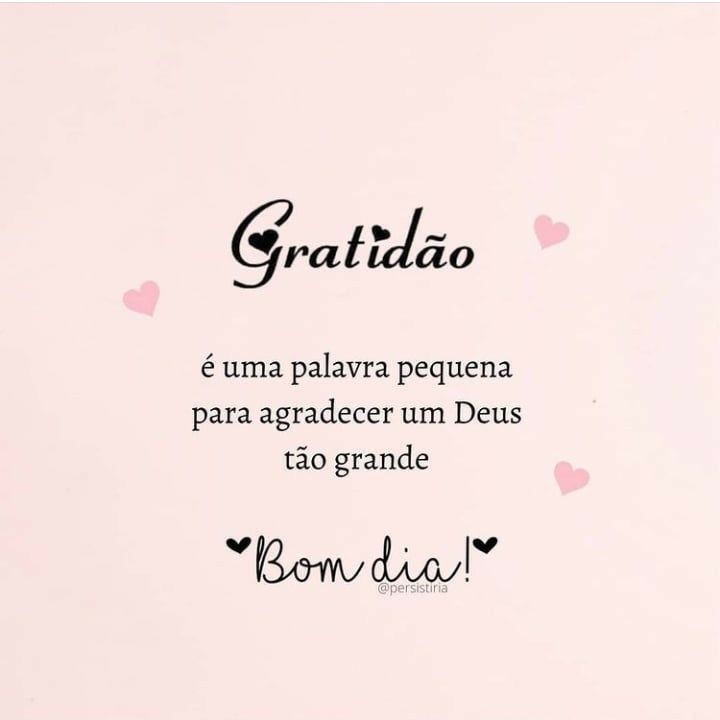 Gratidão
é uma palavra pequena
para agradecer um Deus
tão grande
Bom dia!
@persistiria